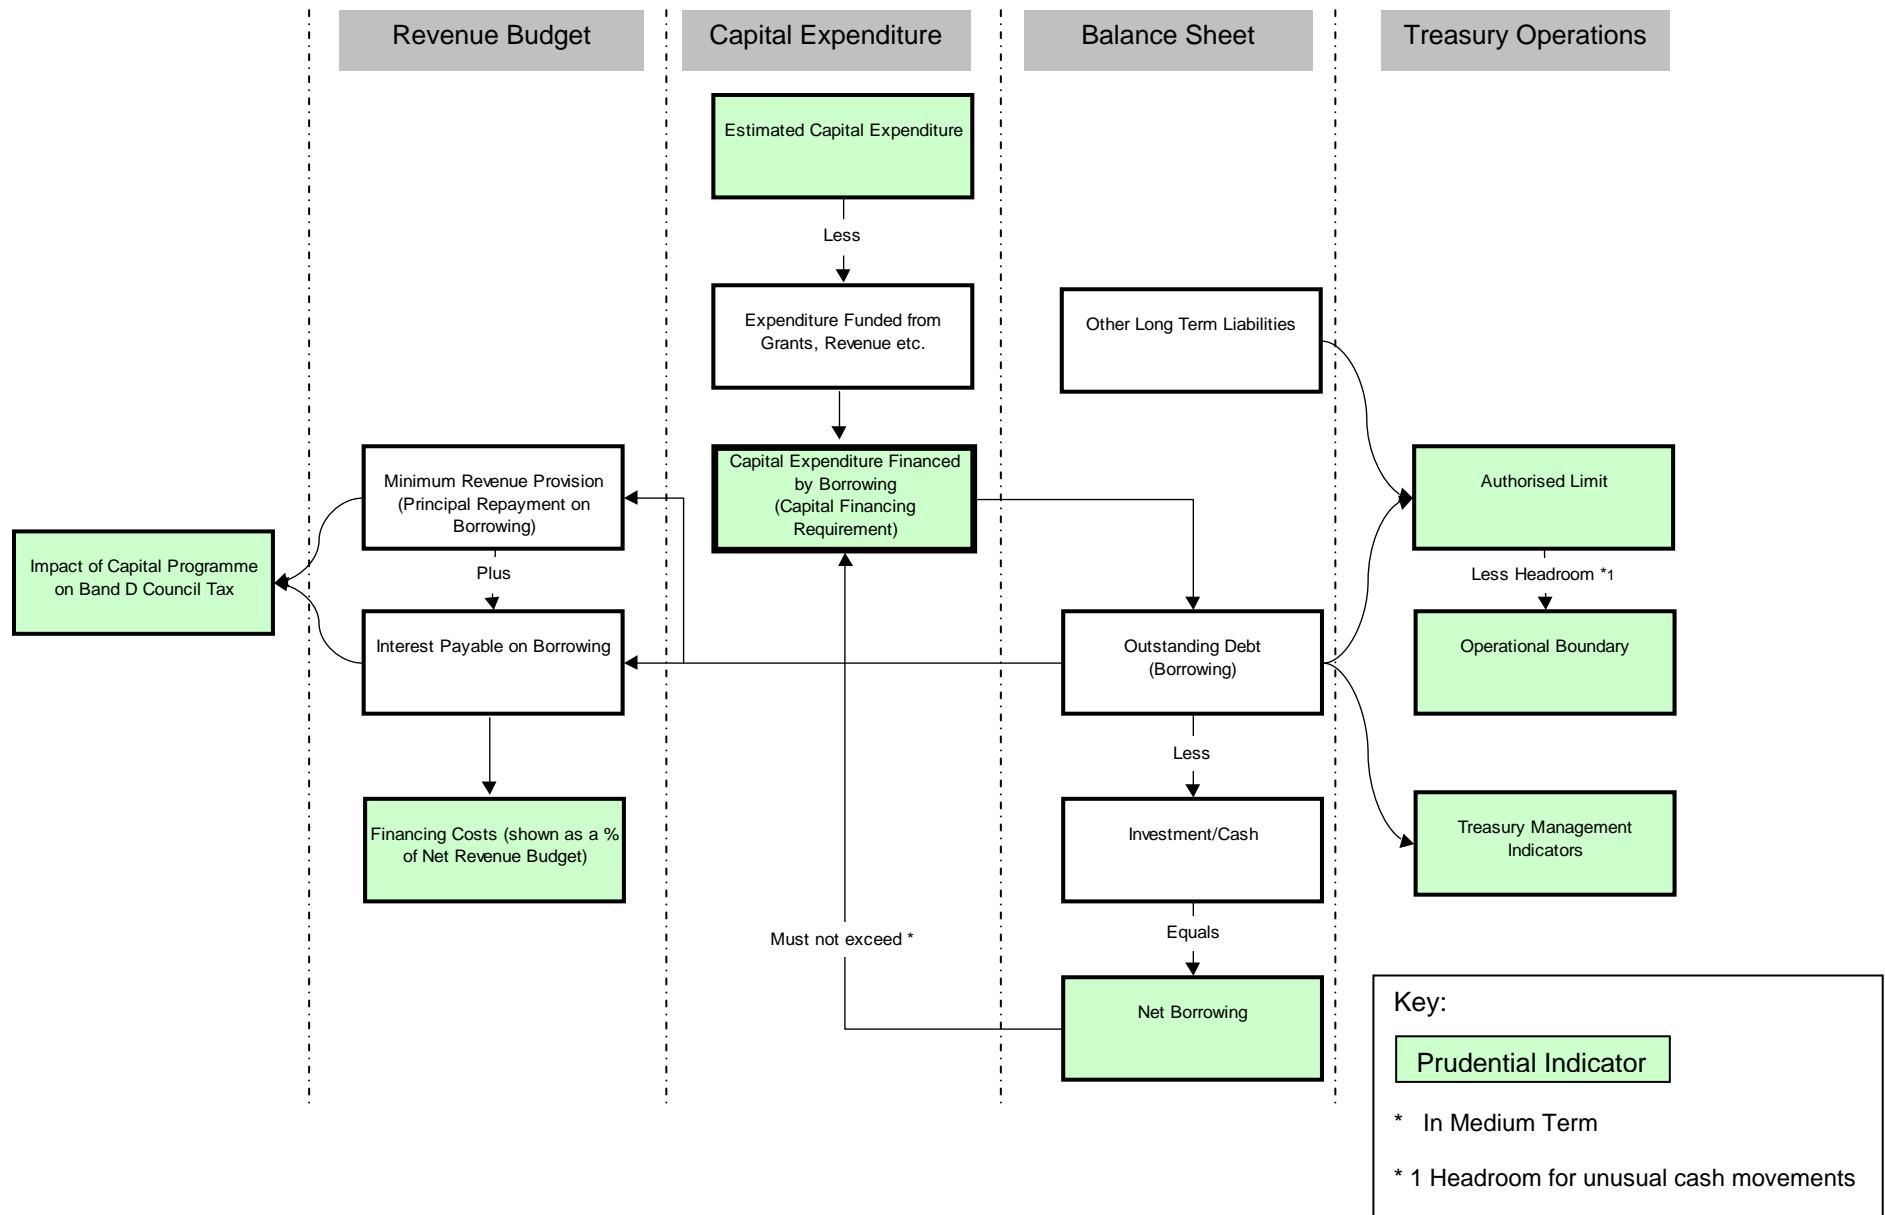 Revenue Budget
Capital Expenditure
Balance Sheet
Treasury Operations
Estimated Capital Expenditure
Less
Expenditure Funded from
Grants, Revenue etc.
Other Long Term Liabilities
Minimum Revenue Provision
(Principal Repayment on
Borrowing)
Capital Expenditure Financed
by Borrowing
(Capital Financing
Requirement)
Authorised Limit
Impact of Capital Programme
on Band D Council Tax
Plus
Less Headroom *1
Interest Payable on Borrowing
Outstanding Debt
(Borrowing)
Operational Boundary
Less
Financing Costs (shown as a %
of Net Revenue Budget)
Investment/Cash
Treasury Management
Indicators
Must not exceed *
Equals
Net Borrowing
Key:
Prudential Indicator
* In Medium Term
* 1 Headroom for unusual cash movements